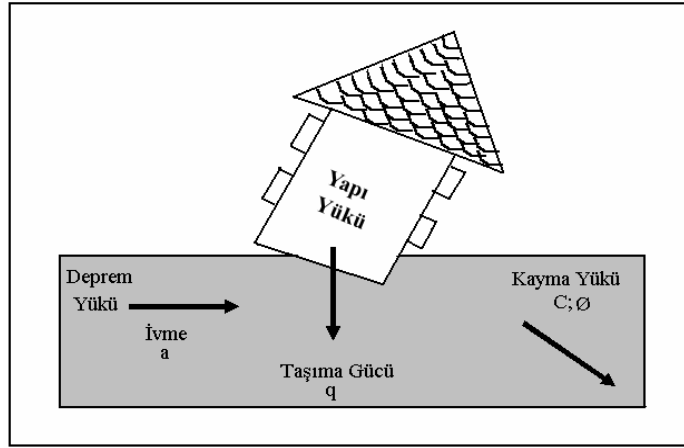 Yapı
Yükü
Deprem
Yükü
İvme
a
Taşıma Gücü
q
Kayma Yükü
C; Ø